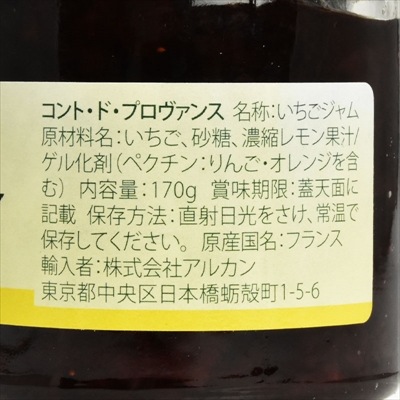 コント・ド・プロヴァンス 名称:いちごジャム
原材料名:いちご、砂糖、濃縮レモン果汁/
ゲル化剤(ペクチン:りんご・オレンジを含
む) 内容量:170g 賞味期限:蓋天面に
記載 保存方法:直射日光をさけ、常温で
保存してください。 原産国名:フランス
輸入者:株式会社アルカン
東京都中央区日本橋蛎殻町1-5-6